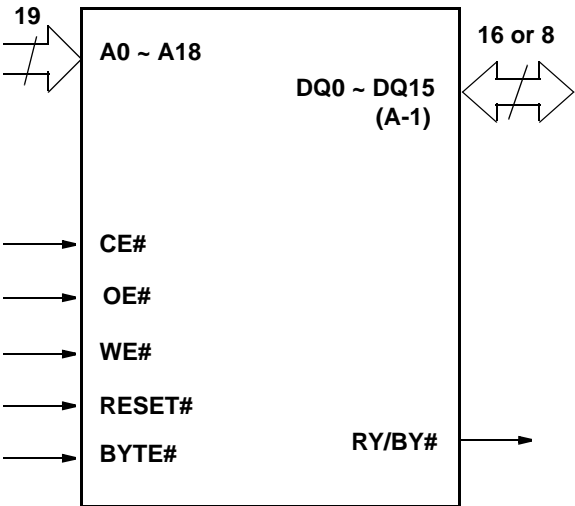 19
A0 ~ A18
16 or 8
DQ0 ~ DQ15
(A-1)
CE#
OE#
WE#
RESET#
RY/BY#
BYTE#